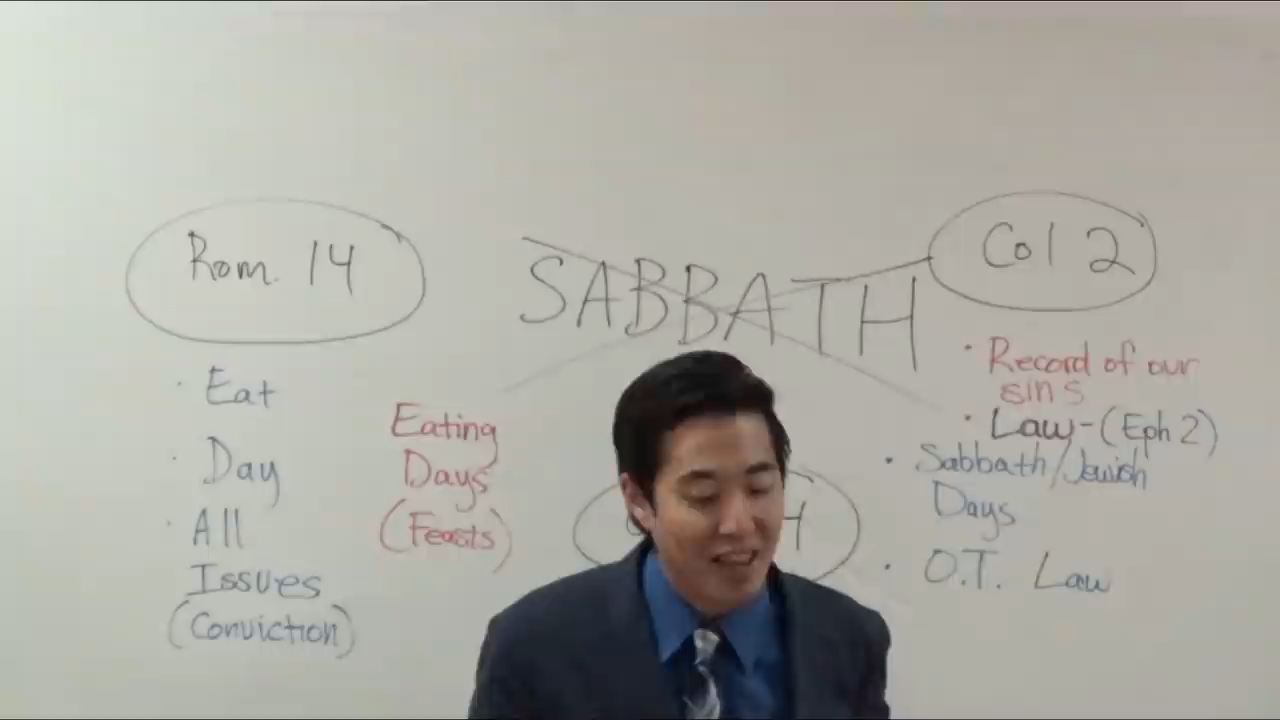 Rom. 14
· Eat
· Day
· All
Issues
(Conviction)
Eating
Days
(Feasts)
SABBATH
Col 2
· Record of our
sins
· Law-(Eph 2)
· Sabbath/Jewish
Days
· O.T. Law